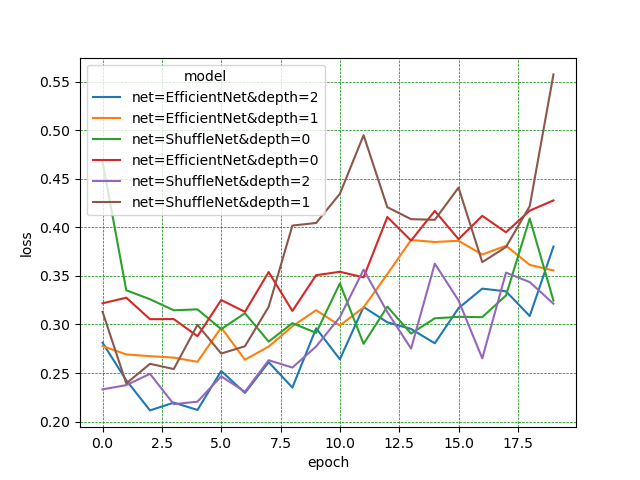 model
net=EfficientNet&depth=2
net=EfficientNet&depth=1
net=ShuffleNet&depth=0
net=EfficientNet&depth=0
net=ShuffleNet&depth=2
net=ShuffleNet&depth=1
0.55
0.50
0.45
0.40
0.35
0.30
0.25
0.20
loss
0.0 2.5 5.0 7.5 10.0 12.5 15.0 17.5
epoch